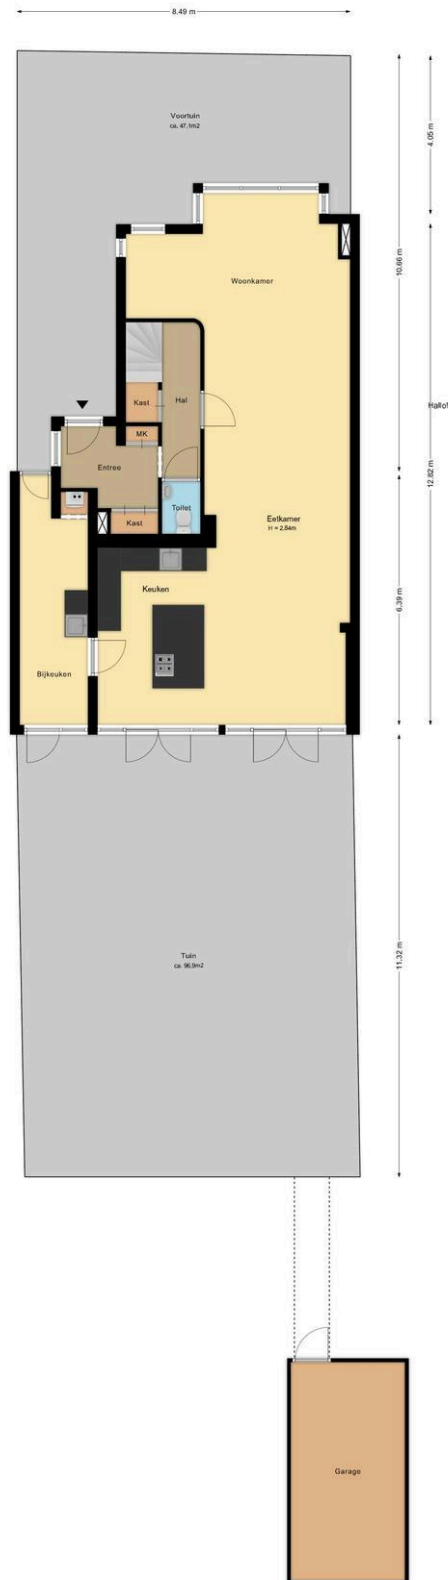 8.49 m
Voortuin
ca. 47,1m2
4.05 m
10.66 m
Woonkamer
Kast
Hal
Hallo!
12.82 m
MK
Entree
Toilet
Kast
Eetkamer
H = 2.84m
Keuken
6.39 m
Bijkeuken
11.32 m
Tuin
ca. 96,9m2
Garage